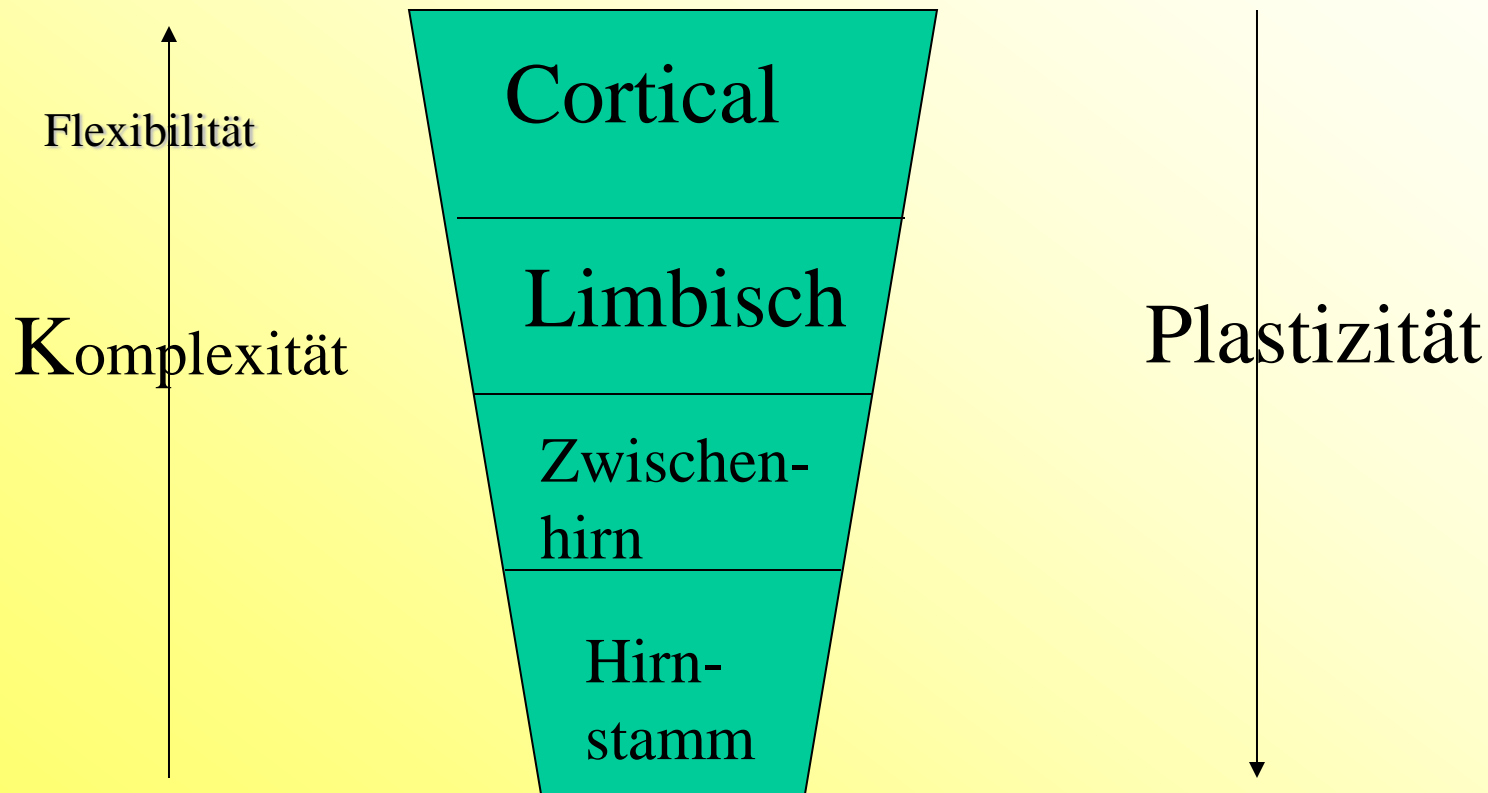 Cortical
Flexibilität
Limbisch
Komplexität
Plastizität
Zwischen-
hirn
Hirn-
stamm